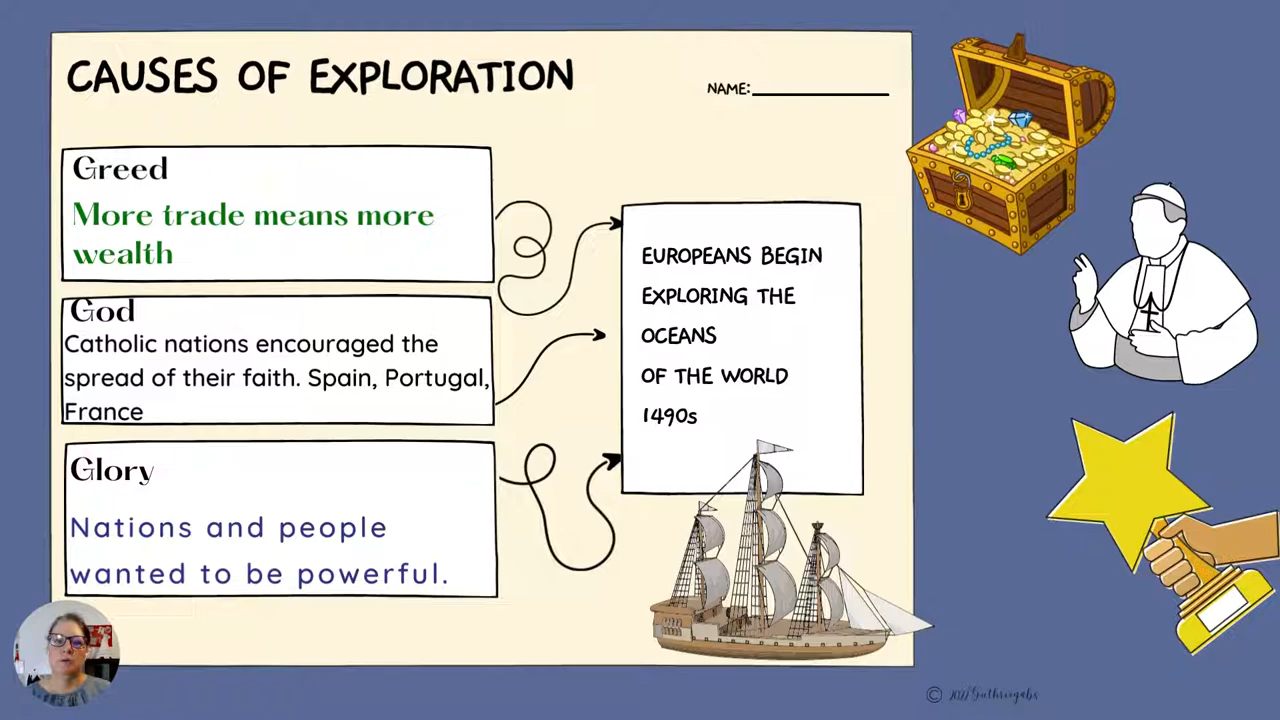 CAUSES OF EXPLORATION
NAME:
Greed
More trade means more
wealth
God
Catholic nations encouraged the
spread of their faith. Spain, Portugal,
France
Glory
Nations and people
wanted to be powerful.
EUROPEANS BEGIN
EXPLORING THE
OCEANS
OF THE WORLD
1490s
©